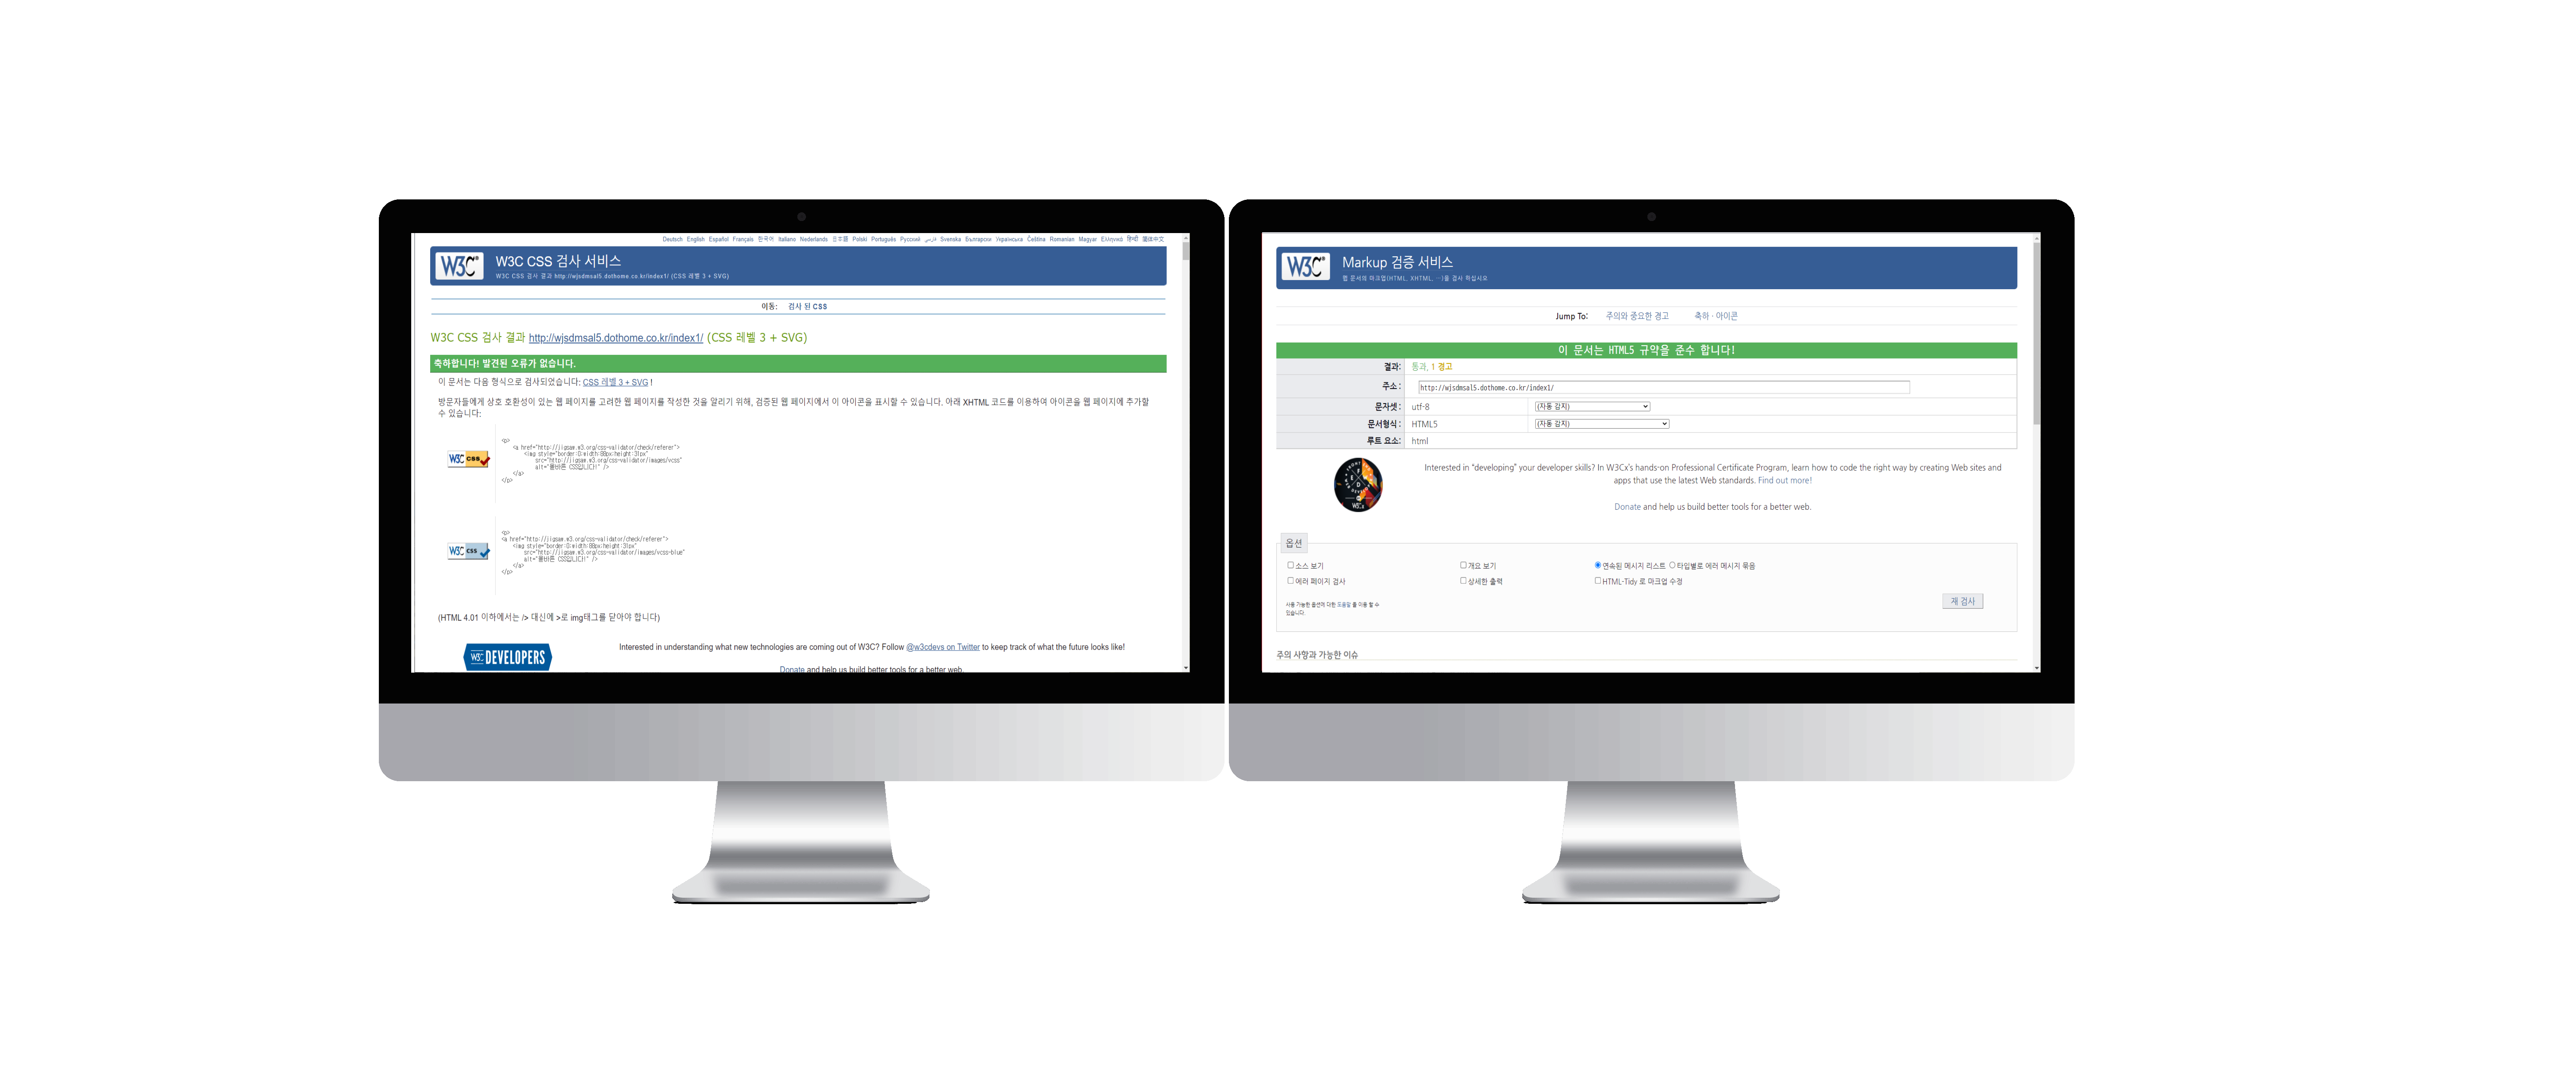 Deutsch English Español Français 한국어 Italiano Nederlands 日本語 Polski Português Русский فارسی Svenska Български Українська Čeština Romanian Magyar Ελληνικά हिन्दी 简体中文
W3C®
W3C CSS 검사 서비스
W3C CSS 검사 결과 http://wjsdmsal5.dothome.co.kr/index1/ (CSS 레벨 3 + SVG)
이동: 검사 된 CSS
W3C CSS 검사 결과 http://wjsdmsal5.dothome.co.kr/index1/ (CSS 레벨 3 + SVG)
축하합니다! 발견된 오류가 없습니다.
이 문서는 다음 형식으로 검사되었습니다: CSS 레벨 3 + SVG !
방문자들에게 상호 호환성이 있는 웹 페이지를 고려한 웹 페이지를 작성한 것을 알리기 위해, 검증된 웹 페이지에서 이 아이콘을 표시할 수 있습니다. 아래 XHTML 코드를 이용하여 아이콘을 웹 페이지에 추가할
수 있습니다:
W3C css
<p>
<a href="http://jigsaw.w3.org/css-validator/check/referer">
<img style="border:0;width:88px;height:31px"
src="http://jigsaw.w3.org/css-validator/images/vcss"
alt="올바른 CSS입니다!" />
</a>
</p>
W3C css
<p>
<a href="http://jigsaw.w3.org/css-validator/check/referer">
<img style="border:0;width:88px;height:31px"
src="http://jigsaw.w3.org/css-validator/images/vcss-blue"
alt="올바른 CSS입니다!" />
</a>
</p>
(HTML 4.01 이하에서는 /> 대신에 >로 img태그를 닫아야 합니다)
W3C DEVELOPERS
Interested in understanding what new technologies are coming out of W3C? Follow @w3cdevs on Twitter to keep track of what the future looks like!
Donate and help us build better tools for a better web.
W3C®
Markup 검증 서비스
웹 문서의 마크업(HTML, XHTML, …)을 검사 하십시오
Jump To: 주의와 중요한 경고 축하 · 아이콘
이 문서는 HTML5 규약을 준수 합니다!
결과: 통과, 1 경고
주소 : http://wjsdmsal5.dothome.co.kr/index1/
문자셋 : utf-8 (자동 감지)
문서형식 : HTML5 (자동 감지)
루트 요소: html
W3Cx
Interested in "developing" your developer skills? In W3Cx's hands-on Professional Certificate Program, learn how to code the right way by creating Web sites and
apps that use the latest Web standards. Find out more!
Donate and help us build better tools for a better web.
옵션
소스 보기 개요 보기 연속된 메시지 리스트 타입별로 에러 메시지 묶음
에러 페이지 검사 상세한 출력 HTML-Tidy 로 마크업 수정
사용 가능한 옵션에 대한 도움말 를 이용 할 수
있습니다.
재 검사
주의 사항과 가능한 이슈